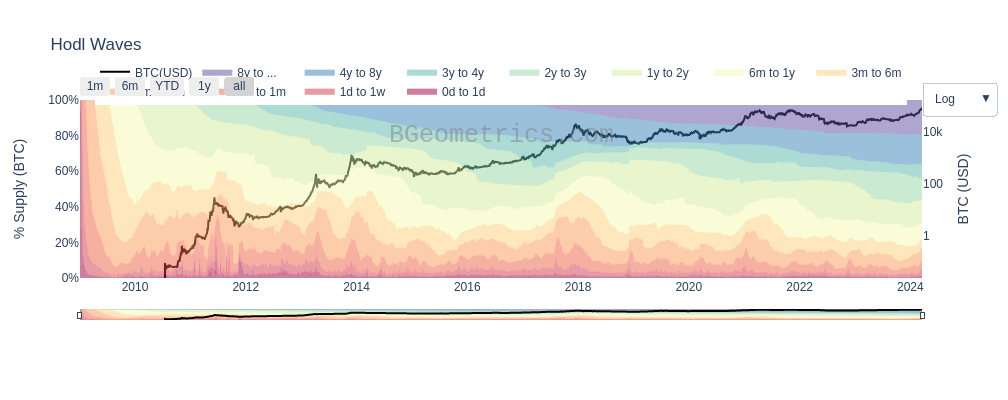 Hodl Waves
BTC(USD) 8y to ... 4y to 8y 3y to 4y 2y to 3y 1y to 2y 6m to 1y 3m to 6m
1m 6m YTD 1y all
to 1m 1d to 1w 0d to 1d
Log ▼
100%
80%
60%
40%
20%
0%
% Supply (BTC)
BGeometrics.com
10k
100
1
BTC (USD)
2010 2012 2014 2016 2018 2020 2022 2024